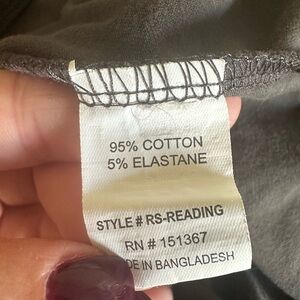 95% COTTON
5% ELASTANE
STYLE # RS-READING
RN # 151367
DE IN BANGLADESH